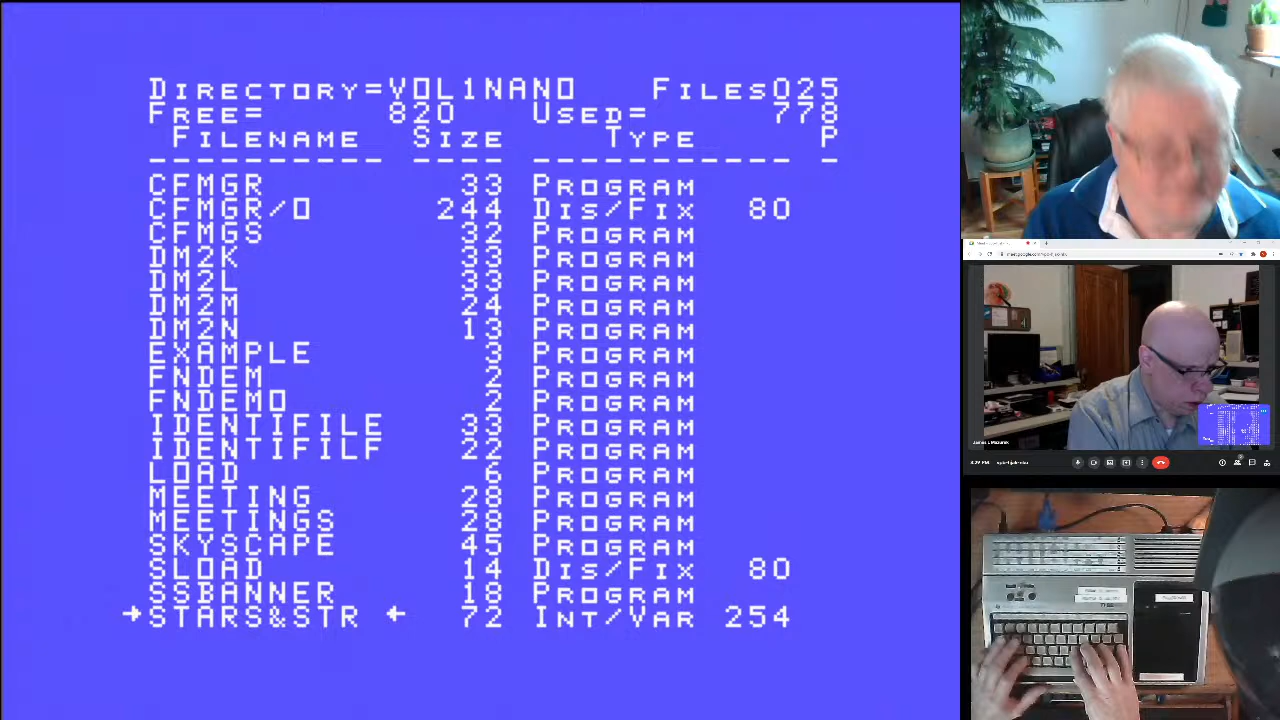 DIRECTORY=VOL1NANO FILES025
FREE= 820 USED= 778
FILENAME SIZE TYPE P
---------- ---- ----------- -
CFMGR 33 PROGRAM
CFMGR/O 244 DIS/FIX 80
CFMGS 32 PROGRAM
DM2K 33 PROGRAM
DM2L 33 PROGRAM
DM2M 24 PROGRAM
DM2N 13 PROGRAM
EXAMPLE 3 PROGRAM
FNDEM 2 PROGRAM
FNDEMO 2 PROGRAM
IDENTIFILE 33 PROGRAM
IDENTIFILF 22 PROGRAM
LOAD 6 PROGRAM
MEETING 28 PROGRAM
MEETINGS 28 PROGRAM
SKYSCAPE 45 PROGRAM
SLOAD 14 DIS/FIX 80
SSBANNES 18 PROGRAM
→STARS&STR ← 72 INT/VAR 254